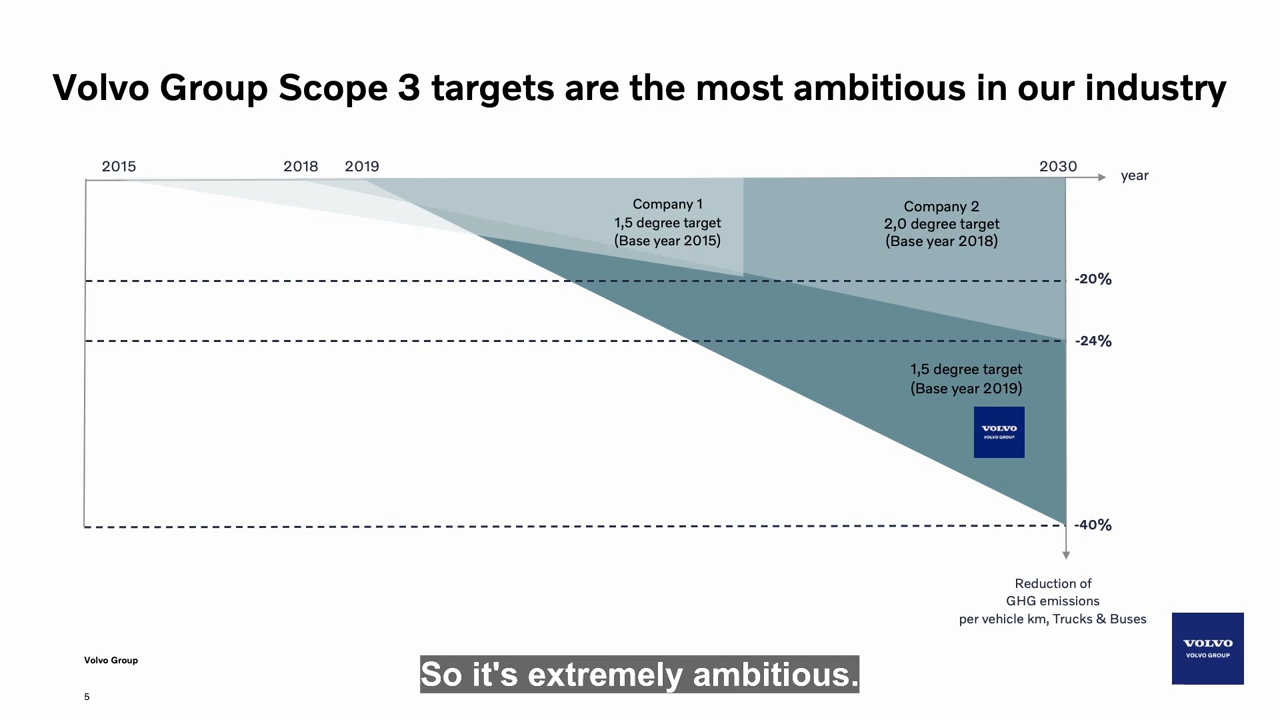 Volvo Group Scope 3 targets are the most ambitious in our industry
2015
2018
2019
2030
year
Company 1
1,5 degree target
(Base year 2015)
Company 2
2,0 degree target
(Base year 2018)
-20%
-24%
1,5 degree target
(Base year 2019)
VOLVO
VOLVO GROUP
-40%
Reduction of
GHG emissions
per vehicle km, Trucks & Buses
VOLVO
VOLVO GROUP
Volvo Group
So it's extremely ambitious.
5